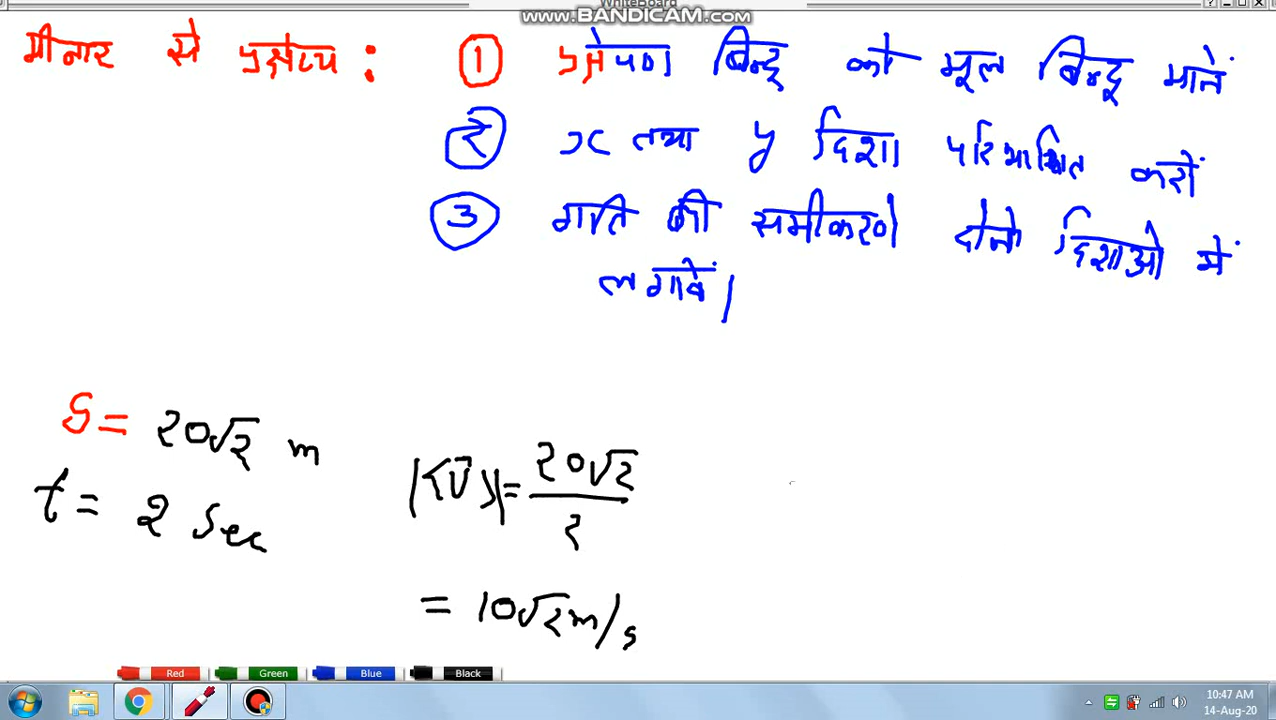 WhiteBoard
www.BANDICAM.com
मीनार से प्रक्षेप्य : ① प्रक्षेपण बिन्दू को मूल बिन्दू मानें
② x तथा y दिशा परिभाषित करों
③ गति की समीकरणे दोनो दिशाओ में
लगावें।
S = 20√2 m
t = 2 Sec
|<v̄>| = 20√2 / 2
= 10√2 m/s
Red Green Blue Black
10:47 AM
14-Aug-20